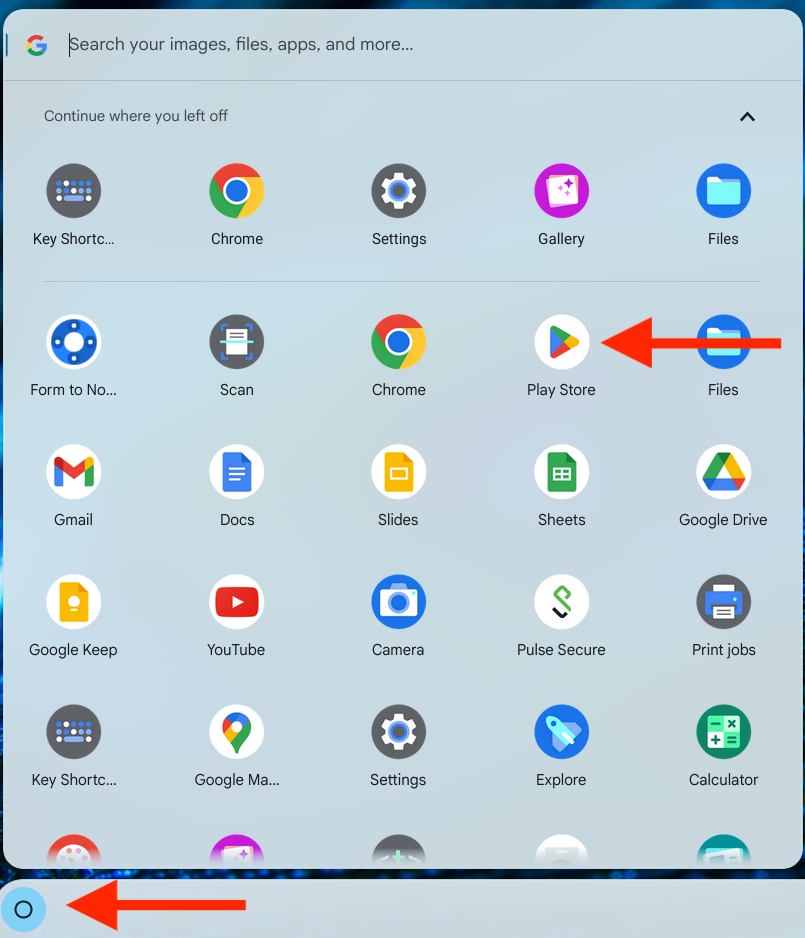 Search your images, files, apps, and more...
Continue where you left off
Key Shortc...
Chrome
Settings
Gallery
Files
Form to No...
Scan
Chrome
Play Store
Files
Gmail
Docs
Slides
Sheets
Google Drive
Google Keep
YouTube
Camera
Pulse Secure
Print jobs
Key Shortc...
Google Ma...
Settings
Explore
Calculator